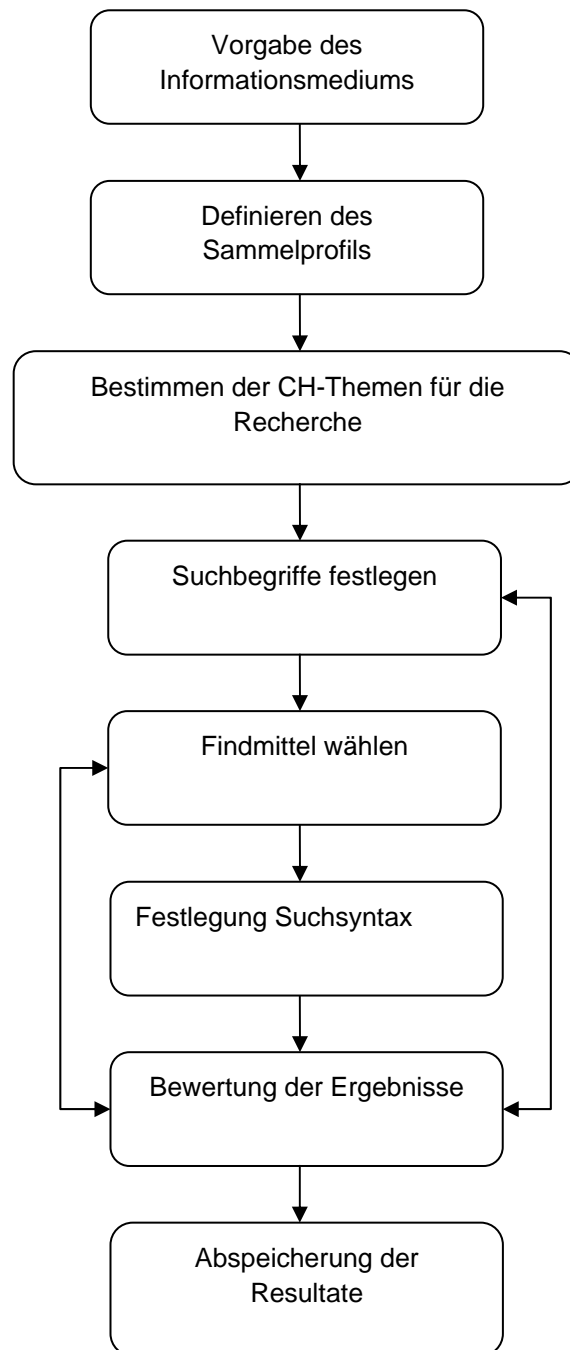 Vorgabe des
Informationsmediums
Definieren des
Sammelprofils
Bestimmen der CH-Themen für die
Recherche
Suchbegriffe festlegen
Findmittel wählen
Festlegung Suchsyntax
Bewertung der Ergebnisse
Abspeicherung der
Resultate